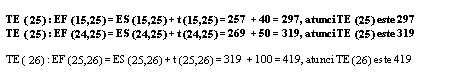 TE (25) : EF (15,25) = ES (15,25) + t (15,25) = 257 + 40 = 297, atunci TE (25) este 297
TE (25) : EF (24,25) = ES (24,25) + t (24,25) = 269 + 50 = 319, atunci TE (25) este 319
TE ( 26) : EF (25,26) = ES (25,26) + t (25,26) = 319 + 100 = 419, atunci TE (26) este 419